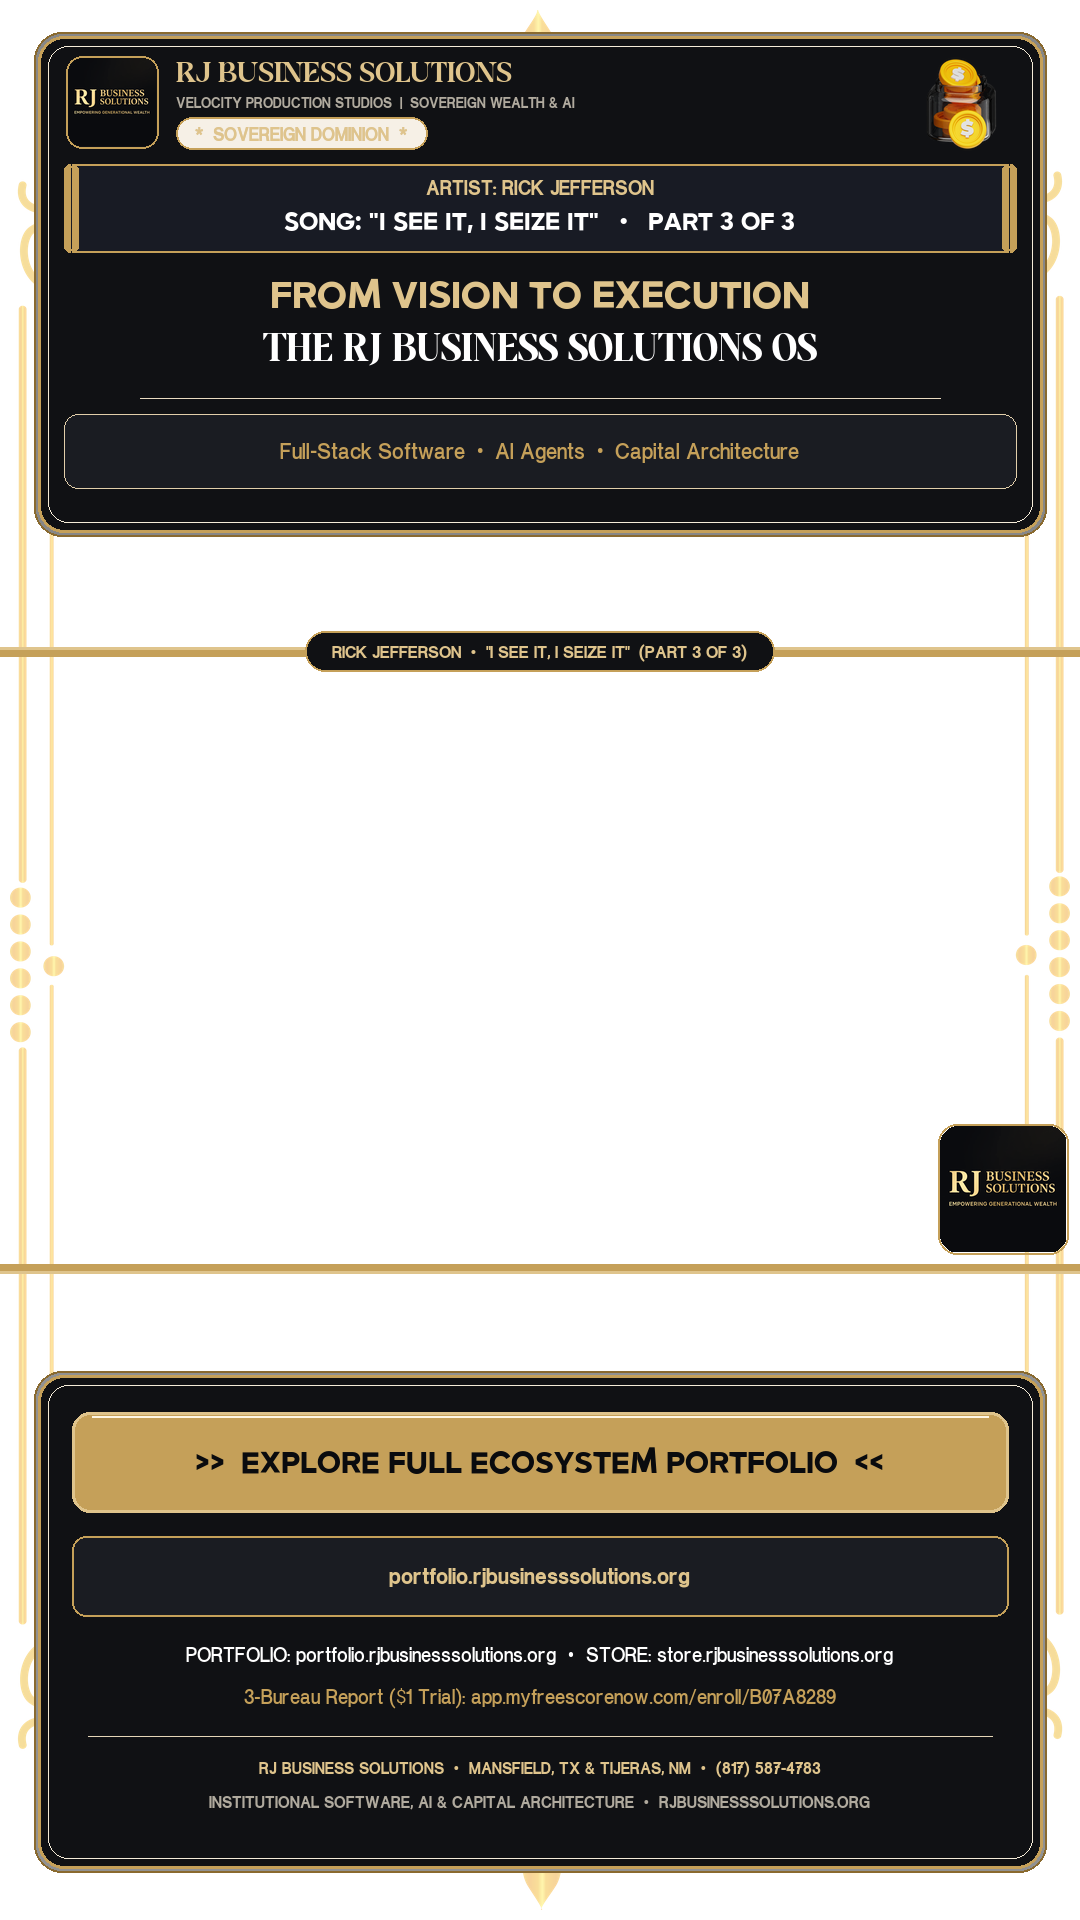 RJ BUSINESS SOLUTIONS
EMPOWERING GENERATIONAL WEALTH
RJ BUSINESS SOLUTIONS
VELOCITY PRODUCTION STUDIOS | SOVEREIGN WEALTH & AI
* SOVEREIGN DOMINION *
ARTIST: RICK JEFFERSON
SONG: "I SEE IT, I SEIZE IT" • PART 3 OF 3
FROM VISION TO EXECUTION
THE RJ BUSINESS SOLUTIONS OS
Full-Stack Software • AI Agents • Capital Architecture
RICK JEFFERSON • "I SEE IT, I SEIZE IT" (PART 3 OF 3)
RJ BUSINESS SOLUTIONS
EMPOWERING GENERATIONAL WEALTH
>> EXPLORE FULL ECOSYSTEM PORTFOLIO <<
portfolio.rjbusinesssolutions.org
PORTFOLIO: portfolio.rjbusinesssolutions.org • STORE: store.rjbusinesssolutions.org
3-Bureau Report ($1 Trial): app.myfreescorenow.com/enroll/B07A8289
RJ BUSINESS SOLUTIONS • MANSFIELD, TX & TIJERAS, NM • (817) 587-4783
INSTITUTIONAL SOFTWARE, AI & CAPITAL ARCHITECTURE • RJBUSINESSSOLUTIONS.ORG